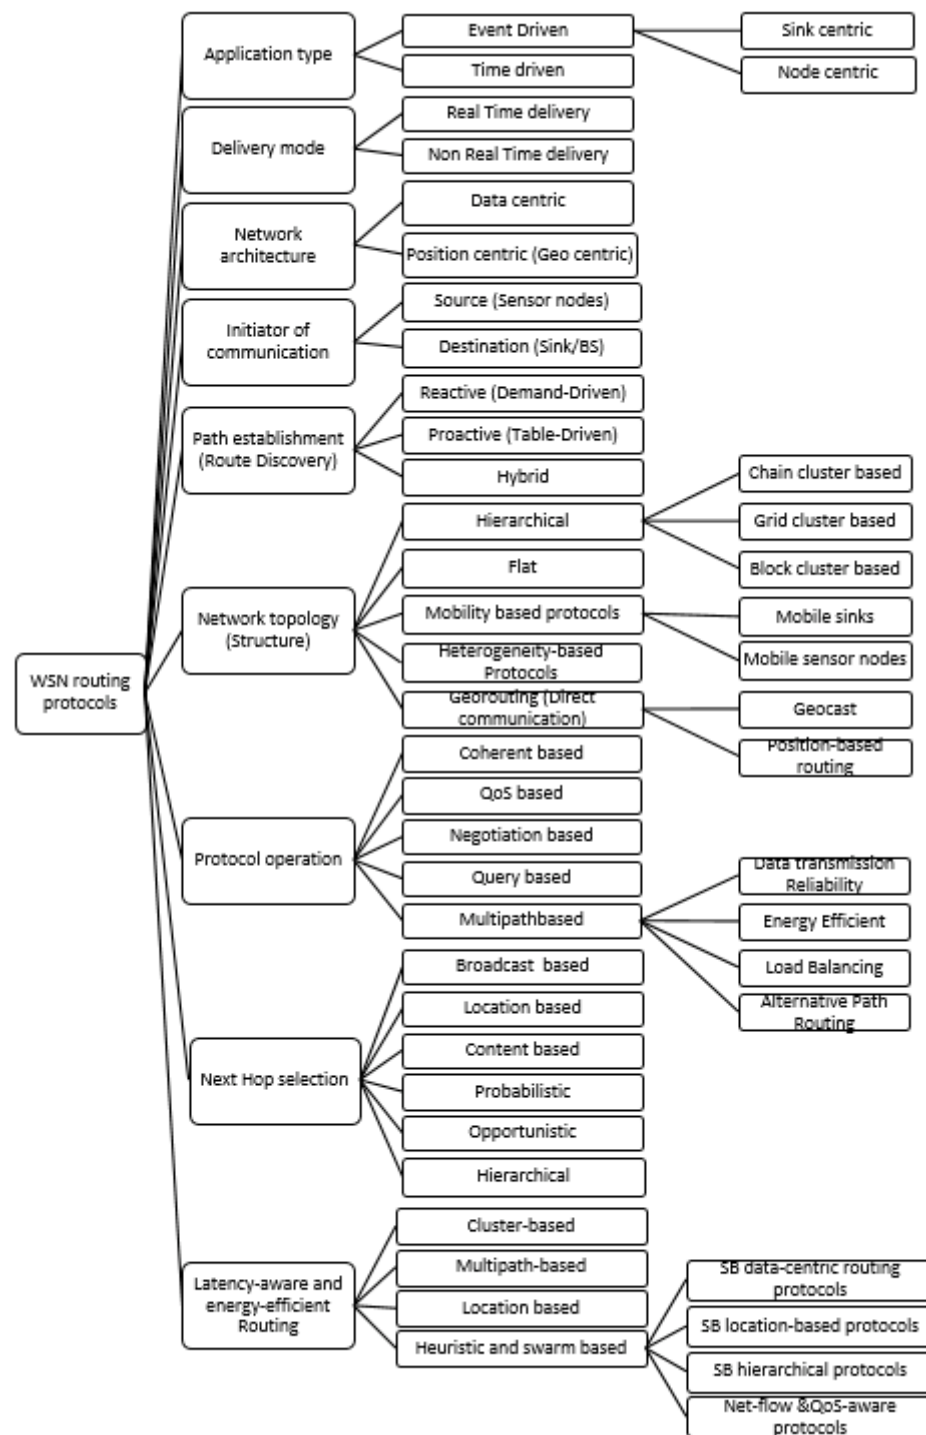 WSN routing
protocols
Application type
Event Driven
Sink centric
Node centric
Time driven
Delivery mode
Real Time delivery
Non Real Time delivery
Network
architecture
Data centric
Position centric (Geo centric)
Initiator of
communication
Source (Sensor nodes)
Destination (Sink/BS)
Path establishment
(Route Discovery)
Reactive (Demand-Driven)
Proactive (Table-Driven)
Hybrid
Network topology
(Structure)
Hierarchical
Chain cluster based
Grid cluster based
Block cluster based
Flat
Mobility based protocols
Mobile sinks
Mobile sensor nodes
Heterogeneity-based
Protocols
Georouting (Direct
communication)
Geocast
Position-based
routing
Protocol operation
Coherent based
QoS based
Negotiation based
Query based
Multipathbased
Data transmission
Reliability
Energy Efficient
Load Balancing
Alternative Path
Routing
Next Hop selection
Broadcast based
Location based
Content based
Probabilistic
Opportunistic
Hierarchical
Latency-aware and
energy-efficient
Routing
Cluster-based
Multipath-based
Location based
Heuristic and swarm based
SB data-centric routing
protocols
SB location-based protocols
SB hierarchical protocols
Net-flow &QoS-aware
protocols